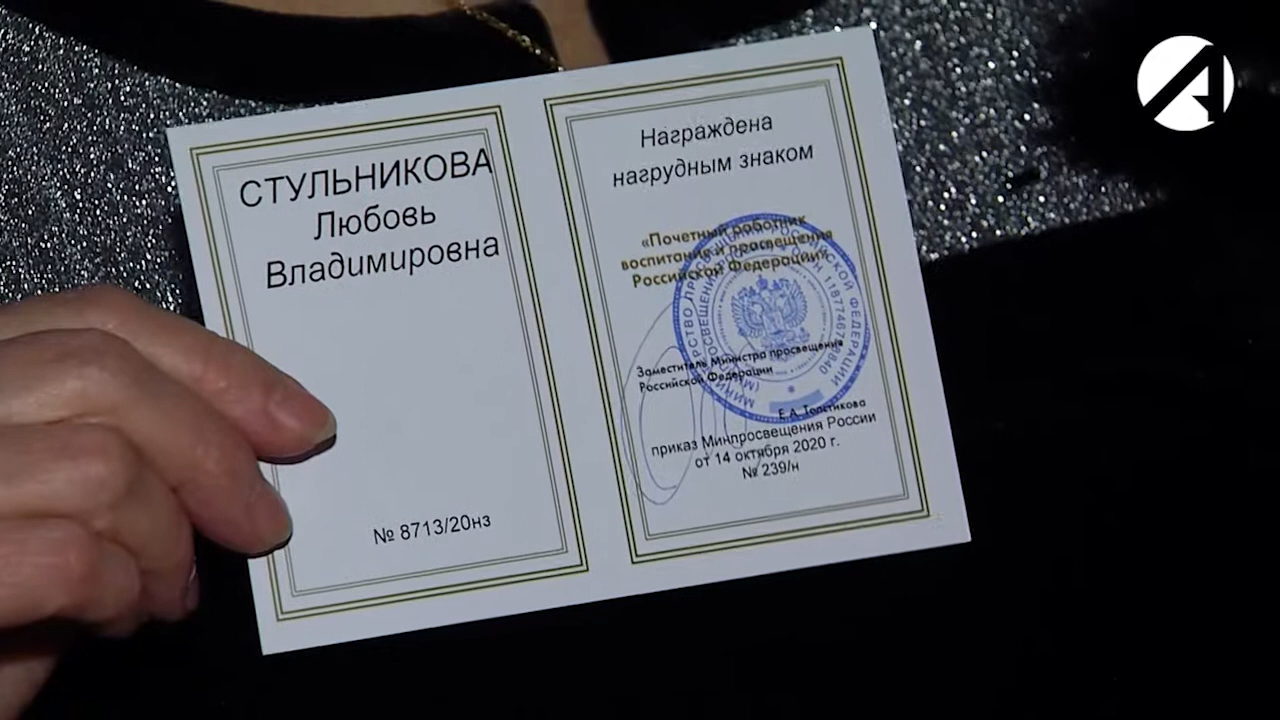 СТУЛЬНИКОВА
Любовь
Владимировна
№ 8713/20нз
Награждена
нагрудным знаком
«Почетный работник
воспитания и просвещения
Российской Федерации»
Заместитель Министра просвещения
Российской Федерации
Е.А. Толстикова
приказ Минпросвещения России
от 14 октября 2020 г.
№ 239/н